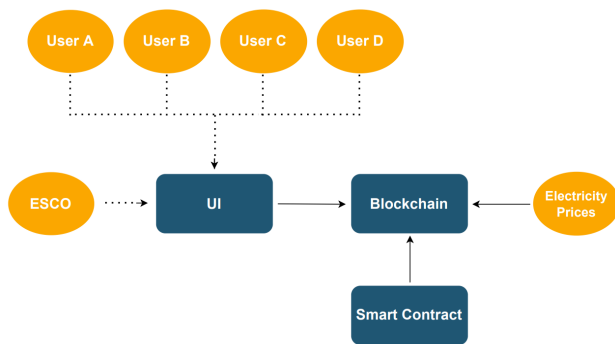 User A
User B
User C
User D
ESCO
UI
Blockchain
Electricity
Prices
Smart Contract